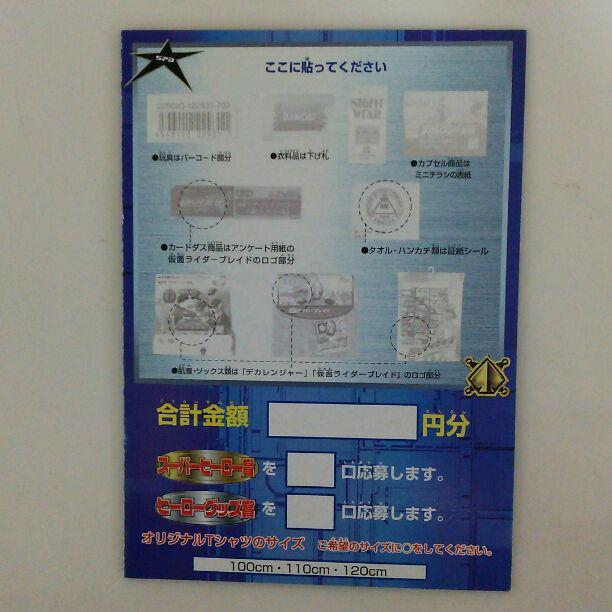 SPD
ここに貼ってください
NIGHT
WEAR
●玩具はバーコード部分
●衣料品は下げ札
●カプセル商品は
ミニチラシの表紙
●カードダス商品はアンケート用紙の
仮面ライダーブレイドのロゴ部分
●タオル・ハンカチ類は証紙シール
●肌着・ソックス類は「デカレンジャー」「仮面ライダーブレイド」のロゴ部分
合計金額 円分
スーパーヒーロー賞 を 口応募します。
ヒーローグッズ賞 を 口応募します。
オリジナルTシャツのサイズ ご希望のサイズに○をしてください。
100cm・110cm・120cm